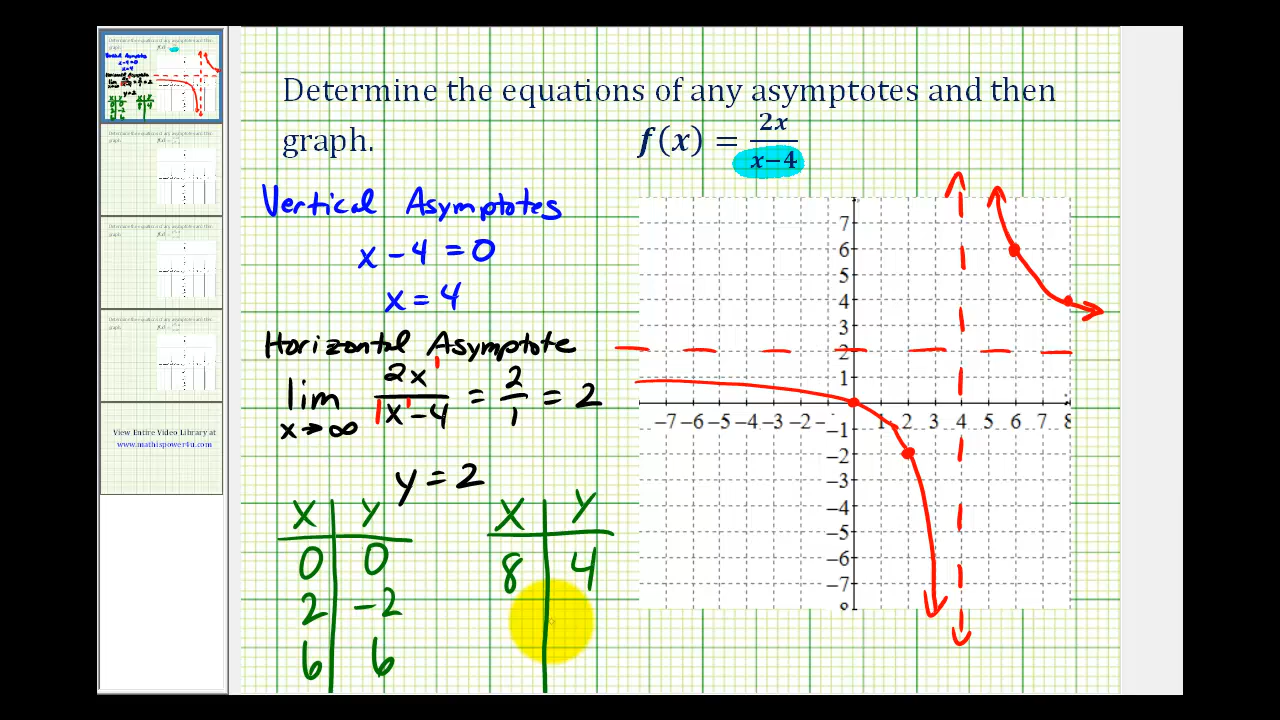 Determine the equations of any asymptotes and then
graph. f(x) = 2x / x−4
Vertical Asymptotes
x − 4 = 0
x = 4
Horizontal Asymptote
lim x→∞ 2x¹ / 1x¹ − 4 = 2/1 = 2
y = 2
x y
0 0
2 −2
6 6
x y
8 4
7
6
5
4
3
2
1
−7 −6 −5 −4 −3 −2 −1 1 2 3 4 5 6 7 8
−2
−3
−4
−5
−6
−7
View Entire Video Library at
www.mathispower4u.com